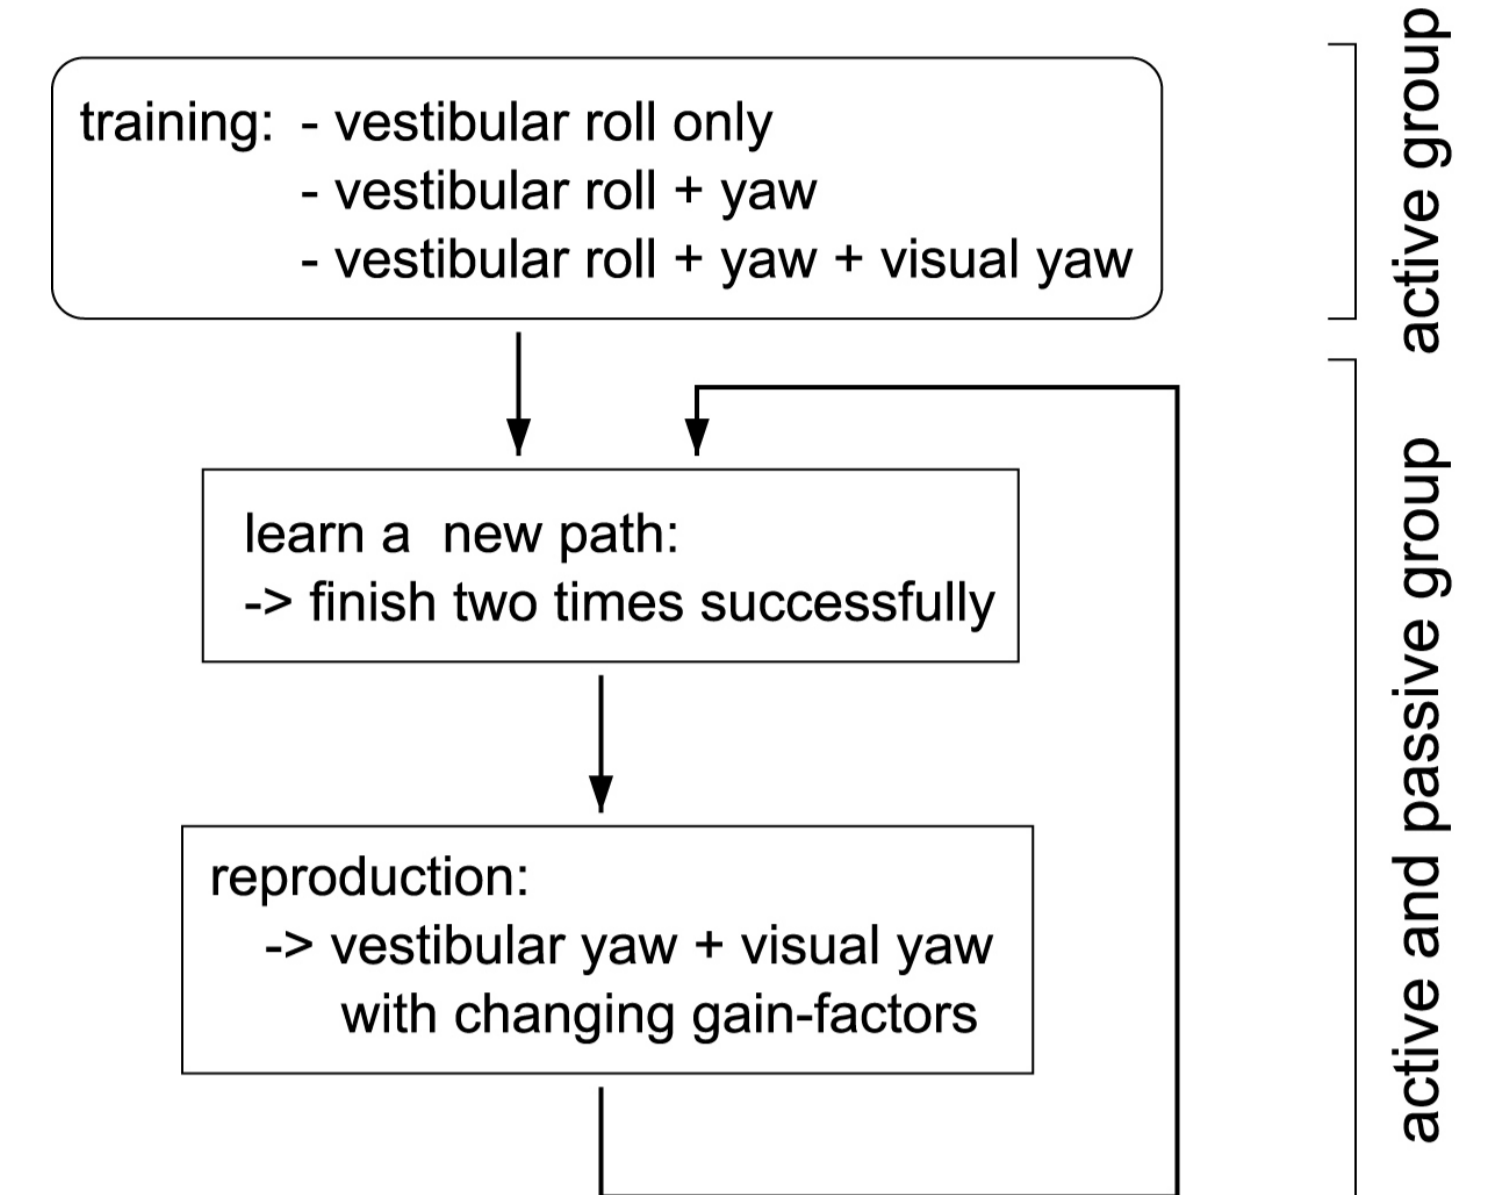 training: - vestibular roll only
- vestibular roll + yaw
- vestibular roll + yaw + visual yaw
active group
learn a  new path:
-> finish two times successfully
reproduction:
-> vestibular yaw + visual yaw
with changing gain-factors
active and passive group